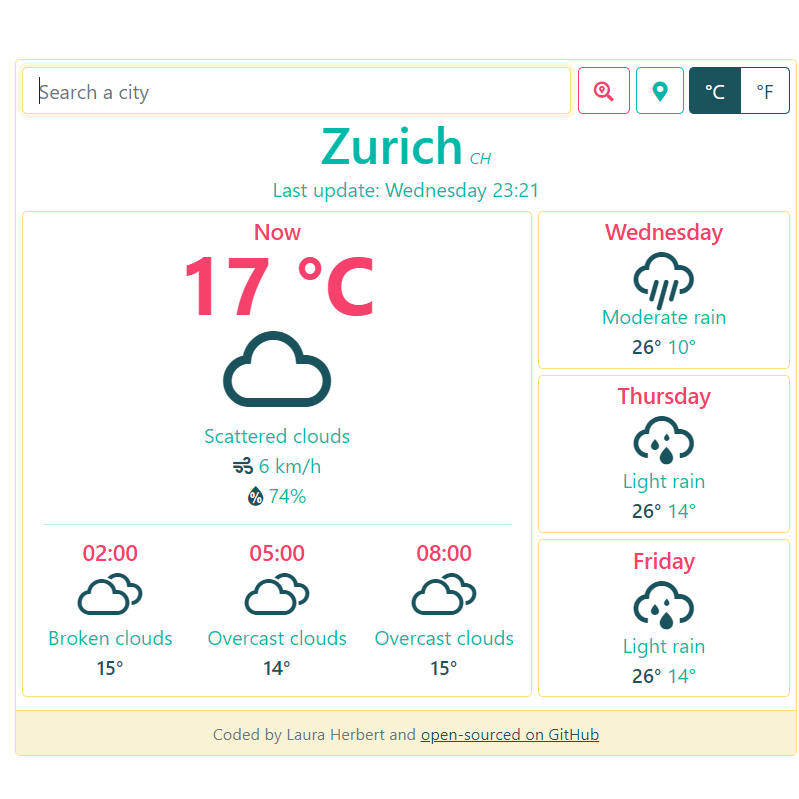 Search a city
°C °F
Zurich CH
Last update: Wednesday 23:21
Now
17 °C
Scattered clouds
6 km/h
% 74%
02:00 05:00 08:00
Broken clouds Overcast clouds Overcast clouds
15° 14° 15°
Wednesday
Moderate rain
26° 10°
Thursday
Light rain
26° 14°
Friday
Light rain
26° 14°
Coded by Laura Herbert and open-sourced on GitHub